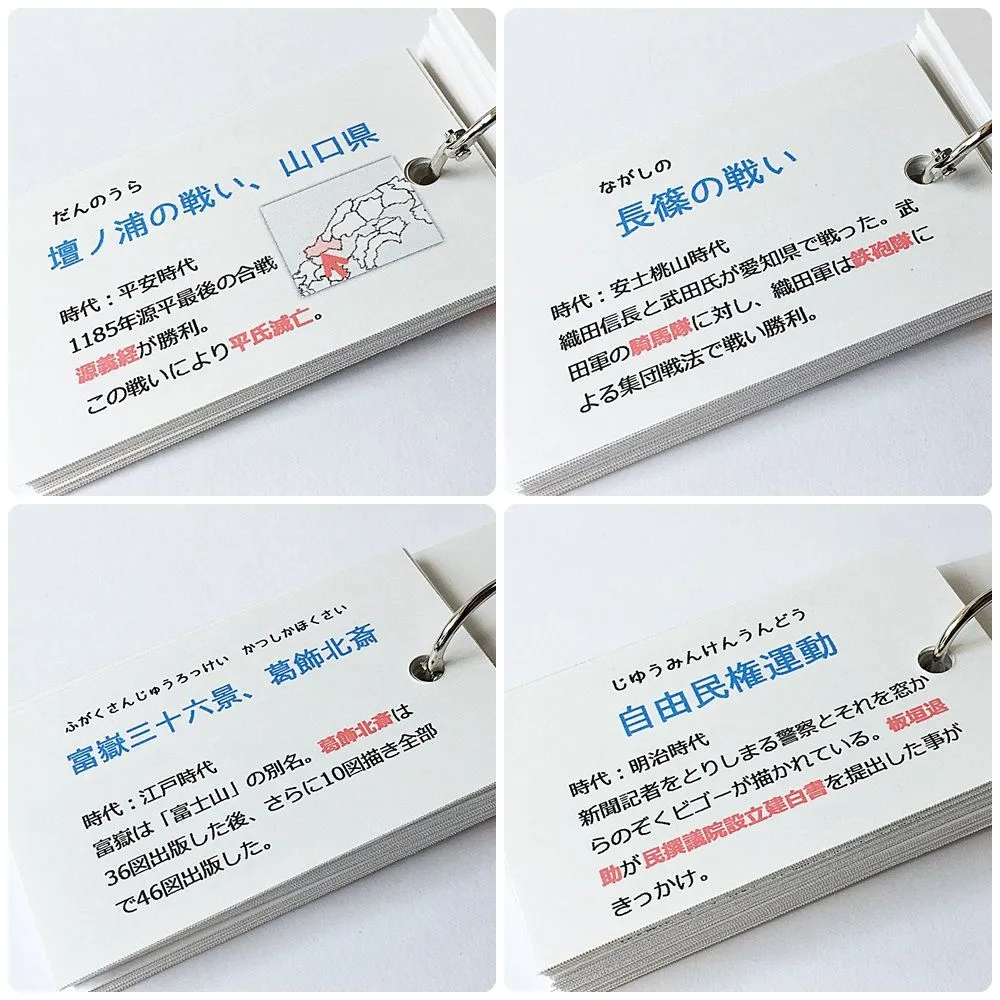 だんのうら
壇ノ浦の戦い、山口県
時代：平安時代
1185年源平最後の合戦
源義経が勝利。
この戦いにより平氏滅亡。
ながしの
長篠の戦い
時代：安土桃山時代
織田信長と武田氏が愛知県で戦った。武
田軍の騎馬隊に対し、織田軍は鉄砲隊に
よる集団戦法で戦い勝利。
ふがくさんじゅうろっけい　かつしかほくさい
富嶽三十六景、葛飾北斎
時代：江戸時代
富嶽は「富士山」の別名。葛飾北斎は
36図出版した後、さらに10図描き全部
で46図出版した。
じゆうみんけんうんどう
自由民権運動
時代：明治時代
新聞記者をとりしまる警察とそれを窓か
らのぞくビゴーが描かれている。板垣退
助が民撰議院設立建白書を提出した事が
きっかけ。